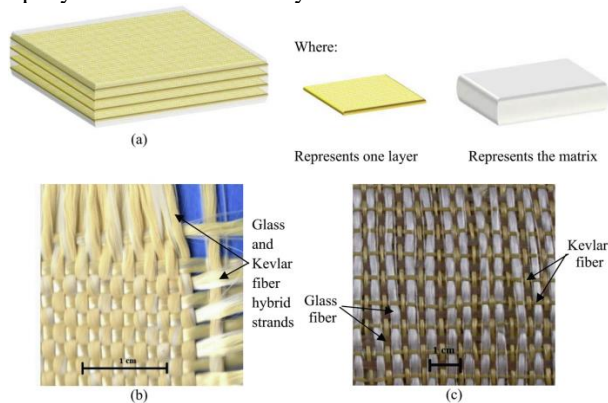 Where:
(a)
Represents one layer
Represents the matrix
Glass
and
Kevlar
fiber
hybrid
strands
1 cm
(b)
Kevlar
fiber
Glass
fiber
1 cm
(c)